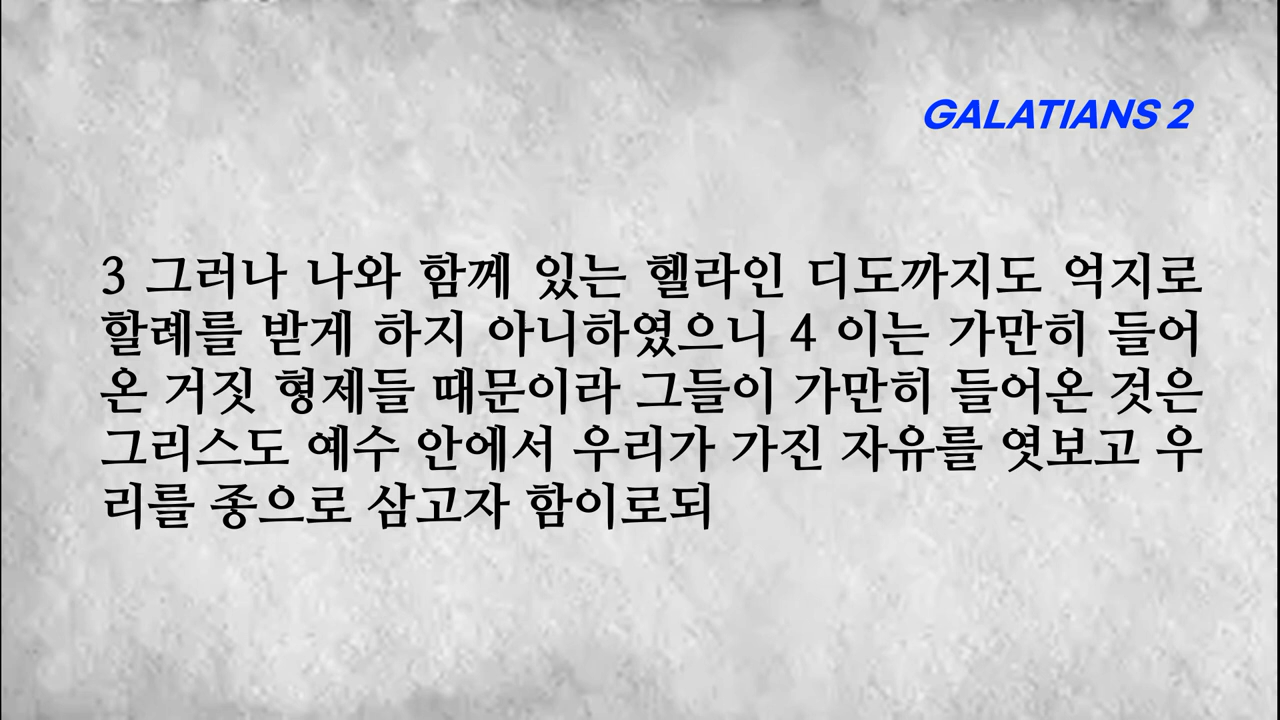 GALATIANS 2
3 그러나 나와 함께 있는 헬라인 디도까지도 억지로
할례를 받게 하지 아니하였으니 4 이는 가만히 들어
온 거짓 형제들 때문이라 그들이 가만히 들어온 것은
그리스도 예수 안에서 우리가 가진 자유를 엿보고 우
리를 종으로 삼고자 함이로되